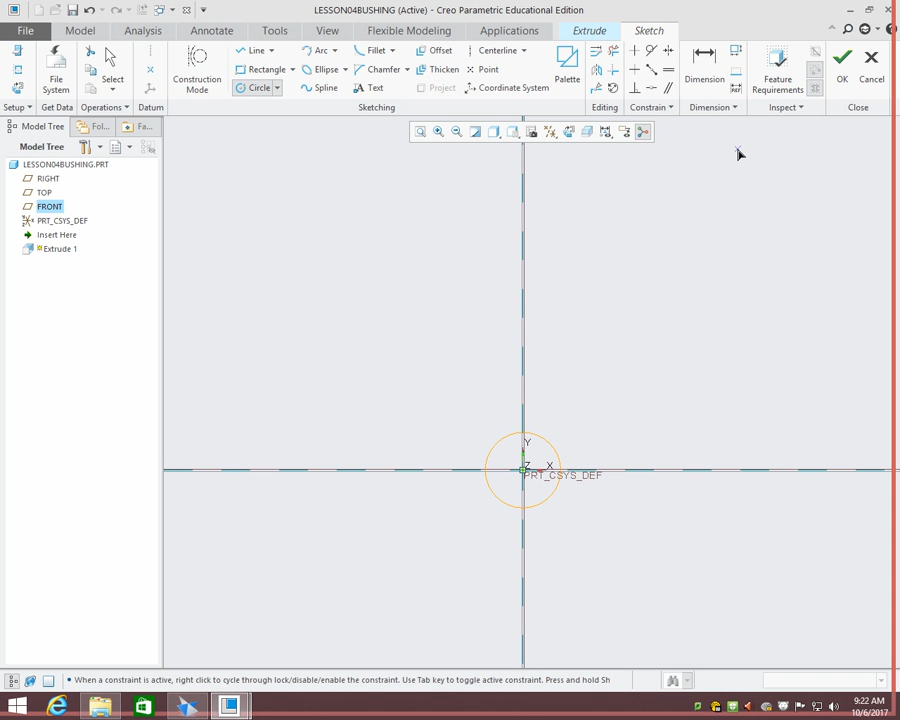 LESSON04BUSHING (Active) - Creo Parametric Educational Edition
File Model Analysis Annotate Tools View Flexible Modeling Applications Extrude Sketch
Line Arc Fillet Offset Centerline
Rectangle Ellipse Chamfer Thicken Point
Circle Spline Text Project Coordinate System
File System
Select
Construction Mode
Palette
Dimension
Feature Requirements
OK
Cancel
Setup Get Data Operations Datum Sketching Editing Constrain Dimension Inspect Close
Model Tree Fol... Fa...
Model Tree
LESSON04BUSHING.PRT
RIGHT
TOP
FRONT
PRT_CSYS_DEF
Insert Here
Extrude 1
Y
Z X
PRT_CSYS_DEF
• When a constraint is active, right click to cycle through lock/disable/enable the constraint. Use Tab key to toggle active constraint. Press and hold Sh
9:22 AM
10/6/2017